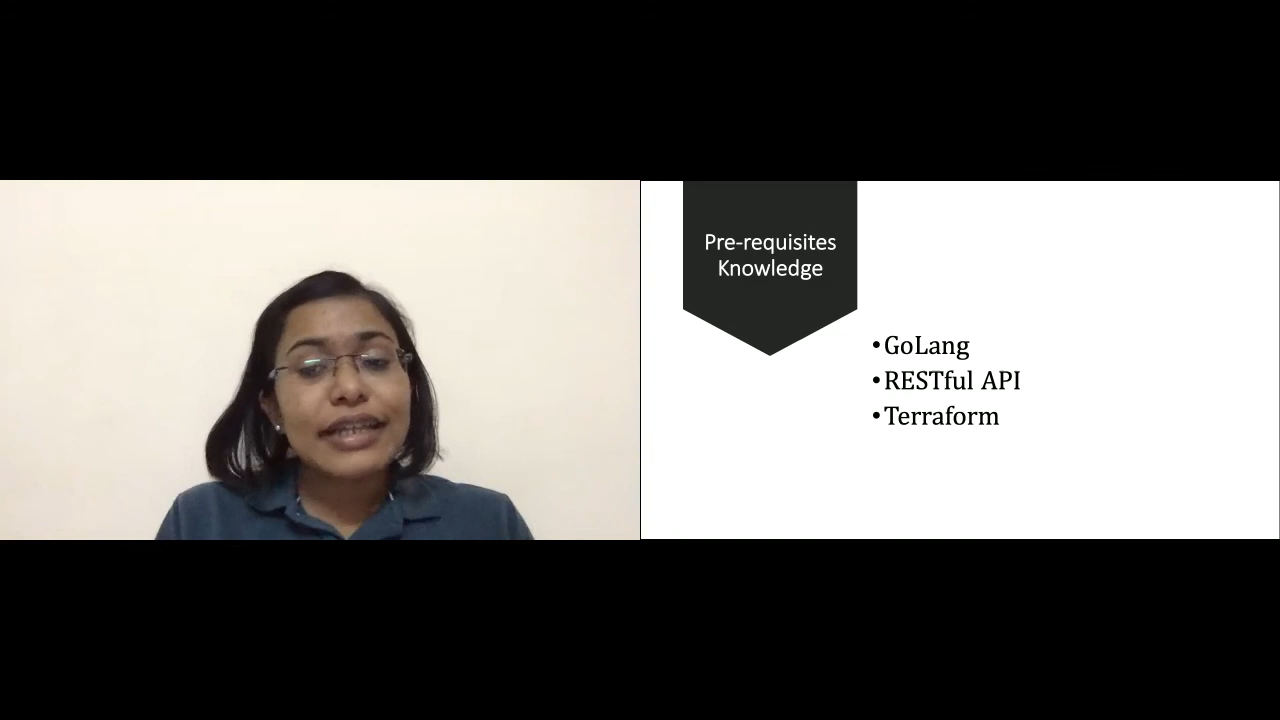 Pre-requisites
Knowledge
•GoLang
•RESTful API
•Terraform